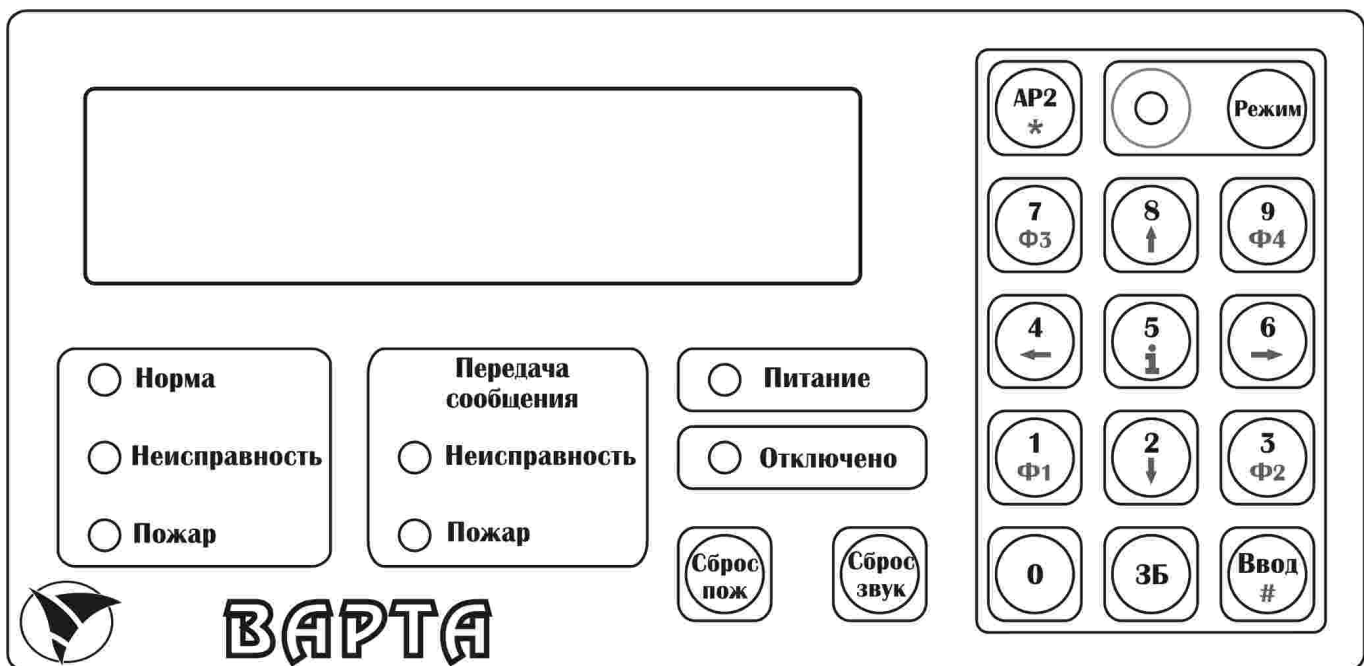 АР2
*
Режим
7
Ф3
8
↑
9
Ф4
4
←
5
i
6
→
1
Ф1
2
↓
3
Ф2
0
ЗБ
Ввод
#
Норма
Неисправность
Пожар
Передача
сообщения
Неисправность
Пожар
Питание
Отключено
Сброс
пож
Сброс
звук
ВАРТА